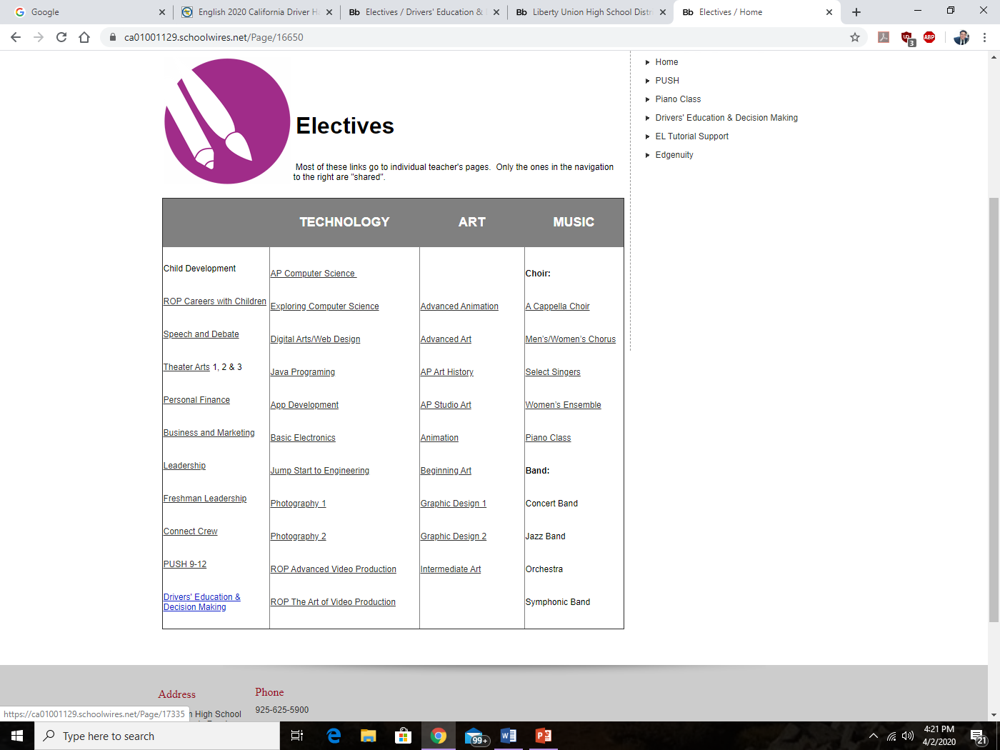 Google
English 2020 California Driver H
Bb Electives / Drivers' Education &
Bb Liberty Union High School Distr
Bb Electives / Home
ca01001129.schoolwires.net/Page/16650
3
ABP
Home
PUSH
Piano Class
Drivers' Education & Decision Making
EL Tutorial Support
Edgenuity
Electives
Most of these links go to individual teacher's pages.  Only the ones in the navigation
to the right are "shared".
TECHNOLOGY ART MUSIC
Child Development
ROP Careers with Children
Speech and Debate
Theater Arts 1, 2 & 3
Personal Finance
Business and Marketing
Leadership
Freshman Leadership
Connect Crew
PUSH 9-12
Drivers' Education &
Decision Making
AP Computer Science
Exploring Computer Science
Digital Arts/Web Design
Java Programing
App Development
Basic Electronics
Jump Start to Engineering
Photography 1
Photography 2
ROP Advanced Video Production
ROP The Art of Video Production
Advanced Animation
Advanced Art
AP Art History
AP Studio Art
Animation
Beginning Art
Graphic Design 1
Graphic Design 2
Intermediate Art
Choir:
A Cappella Choir
Men's/Women's Chorus
Select Singers
Women's Ensemble
Piano Class
Band:
Concert Band
Jazz Band
Orchestra
Symphonic Band
Address
Phone
925-625-5900
High School
https://ca01001129.schoolwires.net/Page/17335
Type here to search
99+
4:21 PM
4/2/2020
21